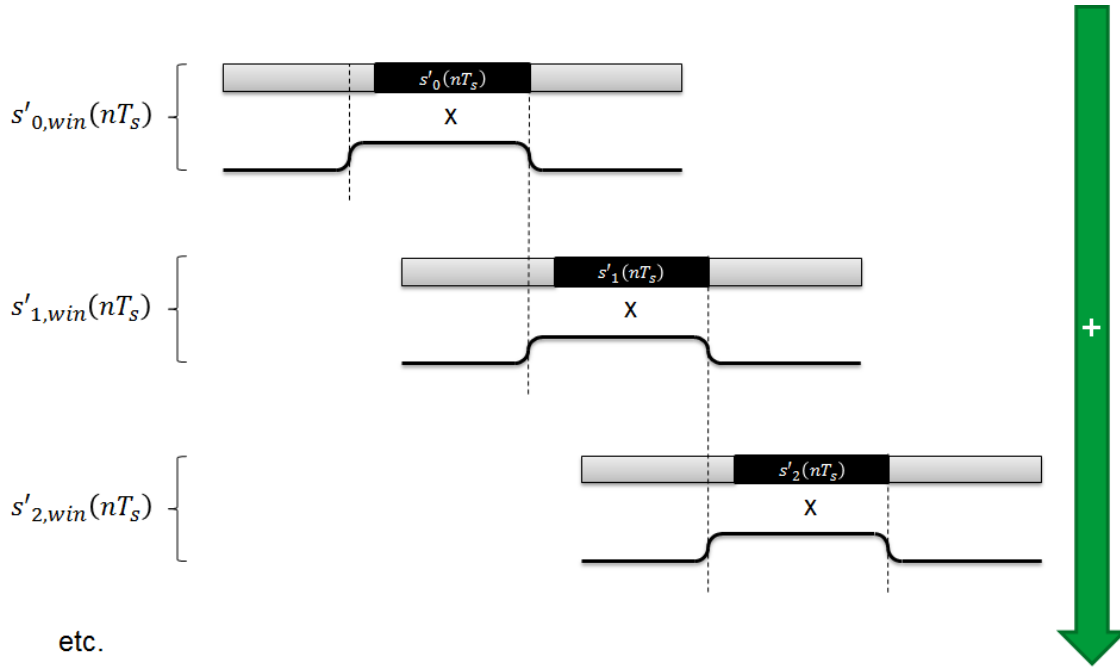 s'₀(nTₛ)
s'₀,win(nTₛ)
X
s'₁(nTₛ)
s'₁,win(nTₛ)
X
+
s'₂(nTₛ)
s'₂,win(nTₛ)
X
etc.